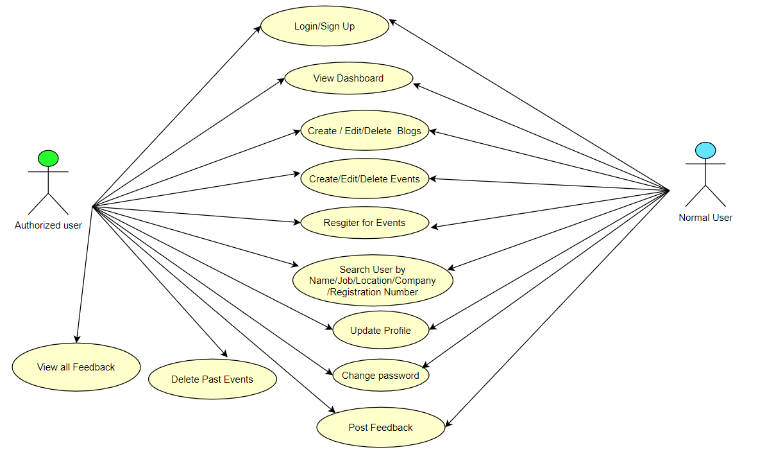 Login/Sign Up
View Dashboard
Create / Edit/Delete Blogs
Create/Edit/Delete Events
Resgiter for Events
Search User by
Name/Job/Location/Company
/Registration Number
Update Profile
Change password
Post Feedback
Authorized user
Normal User
View all Feedback
Delete Past Events